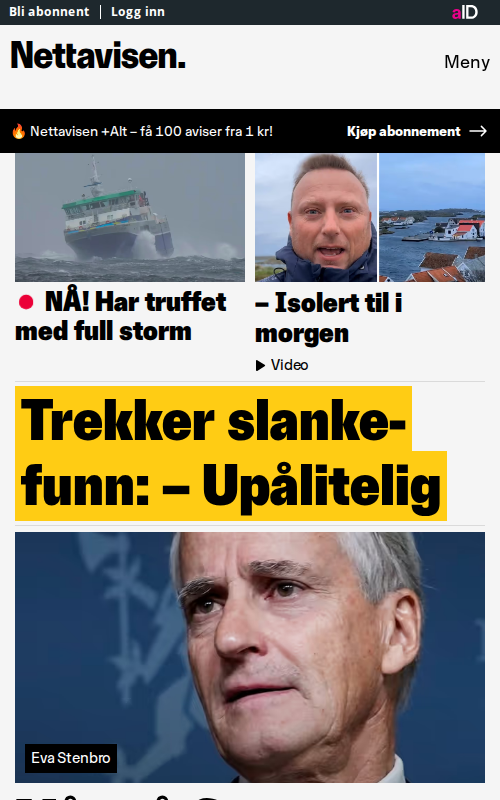 Bli abonnent
Logg inn
aID
Nettavisen.
Meny
🔥 Nettavisen +Alt – få 100 aviser fra 1 kr!
Kjøp abonnement →
NÅ! Har truffet
med full storm
– Isolert til i
morgen
Video
Trekker slanke-
funn: – Upålitelig
Eva Stenbro